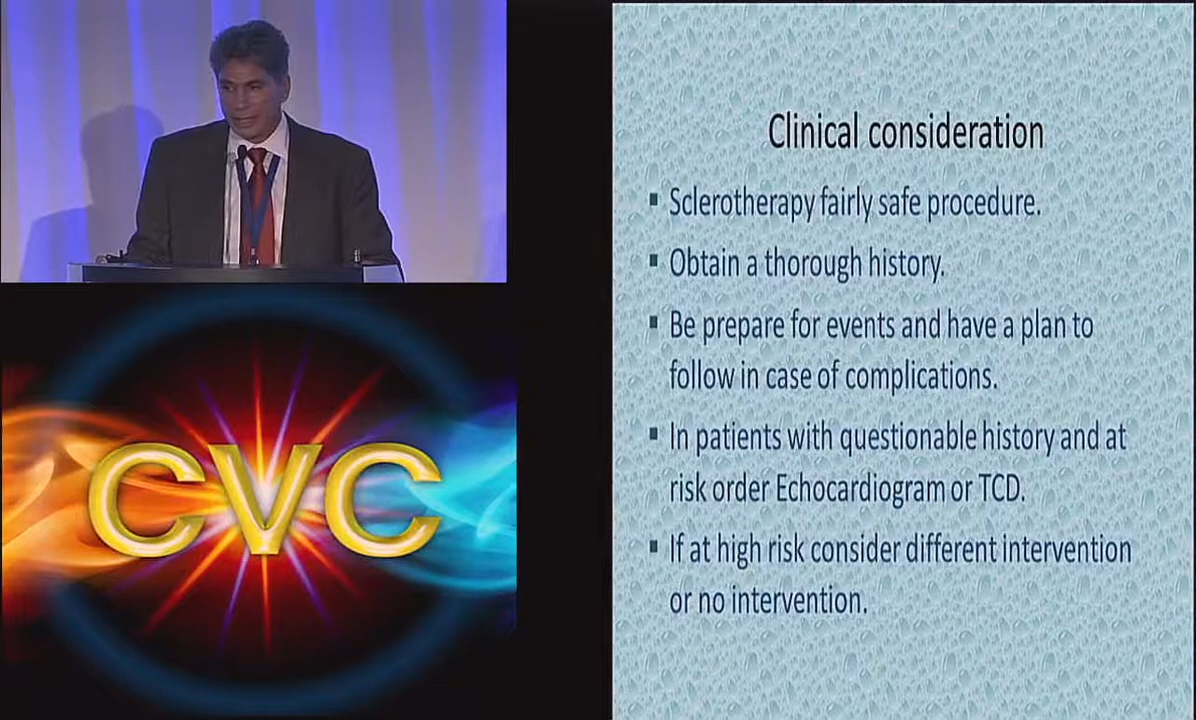 CVC
Clinical consideration
▪ Sclerotherapy fairly safe procedure.
▪ Obtain a thorough history.
▪ Be prepare for events and have a plan to
follow in case of complications.
▪ In patients with questionable history and at
risk order Echocardiogram or TCD.
▪ If at high risk consider different intervention
or no intervention.